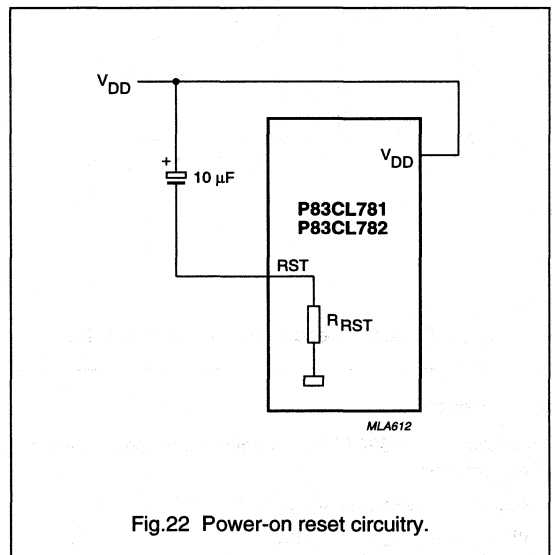 VDD
+
10 µF
VDD
P83CL781
P83CL782
RST
RRST
MLA612
Fig.22 Power-on reset circuitry.